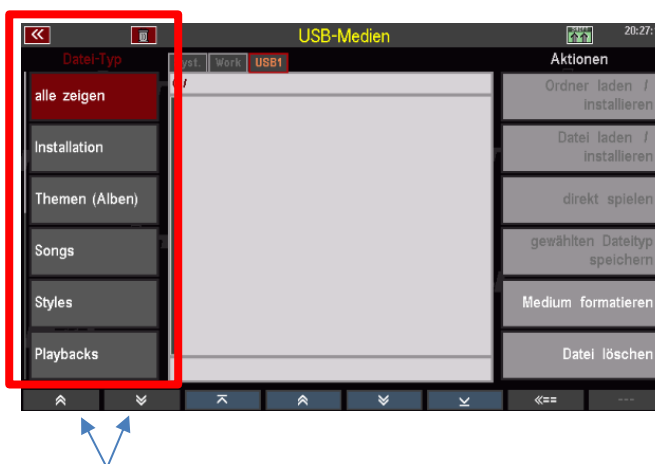 USB-Medien
20:27:
Datei-Typ
yst. Work USB1
Aktionen
alle zeigen
Installation
Themen (Alben)
Songs
Styles
Playbacks
Ordner laden /
installieren
Datei laden /
installieren
direkt spielen
gewählten Dateityp
speichern
Medium formatieren
Datei löschen
«==
---